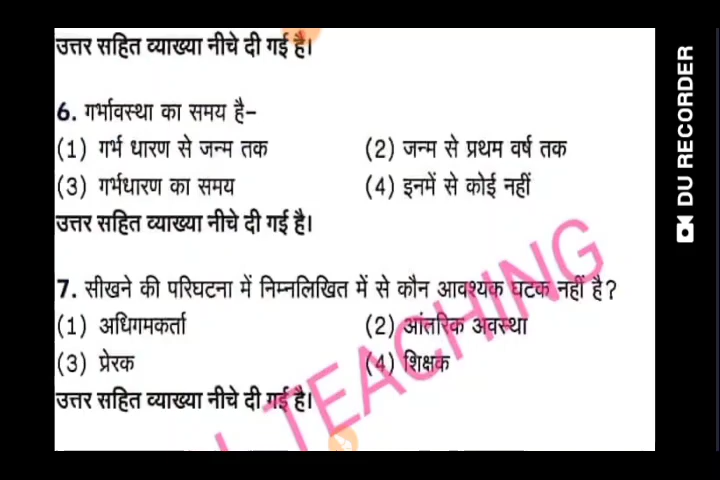 उत्तर सहित व्याख्या नीचे दी गई है।
6. गर्भावस्था का समय है–
(1) गर्भ धारण से जन्म तक (2) जन्म से प्रथम वर्ष तक
(3) गर्भधारण का समय (4) इनमें से कोई नहीं
उत्तर सहित व्याख्या नीचे दी गई है।
7. सीखने की परिघटना में निम्नलिखित में से कौन आवश्यक घटक नहीं है?
(1) अधिगमकर्ता (2) आंतरिक अवस्था
(3) प्रेरक (4) शिक्षक
उत्तर सहित व्याख्या नीचे दी गई है।
TEACHING
DU RECORDER